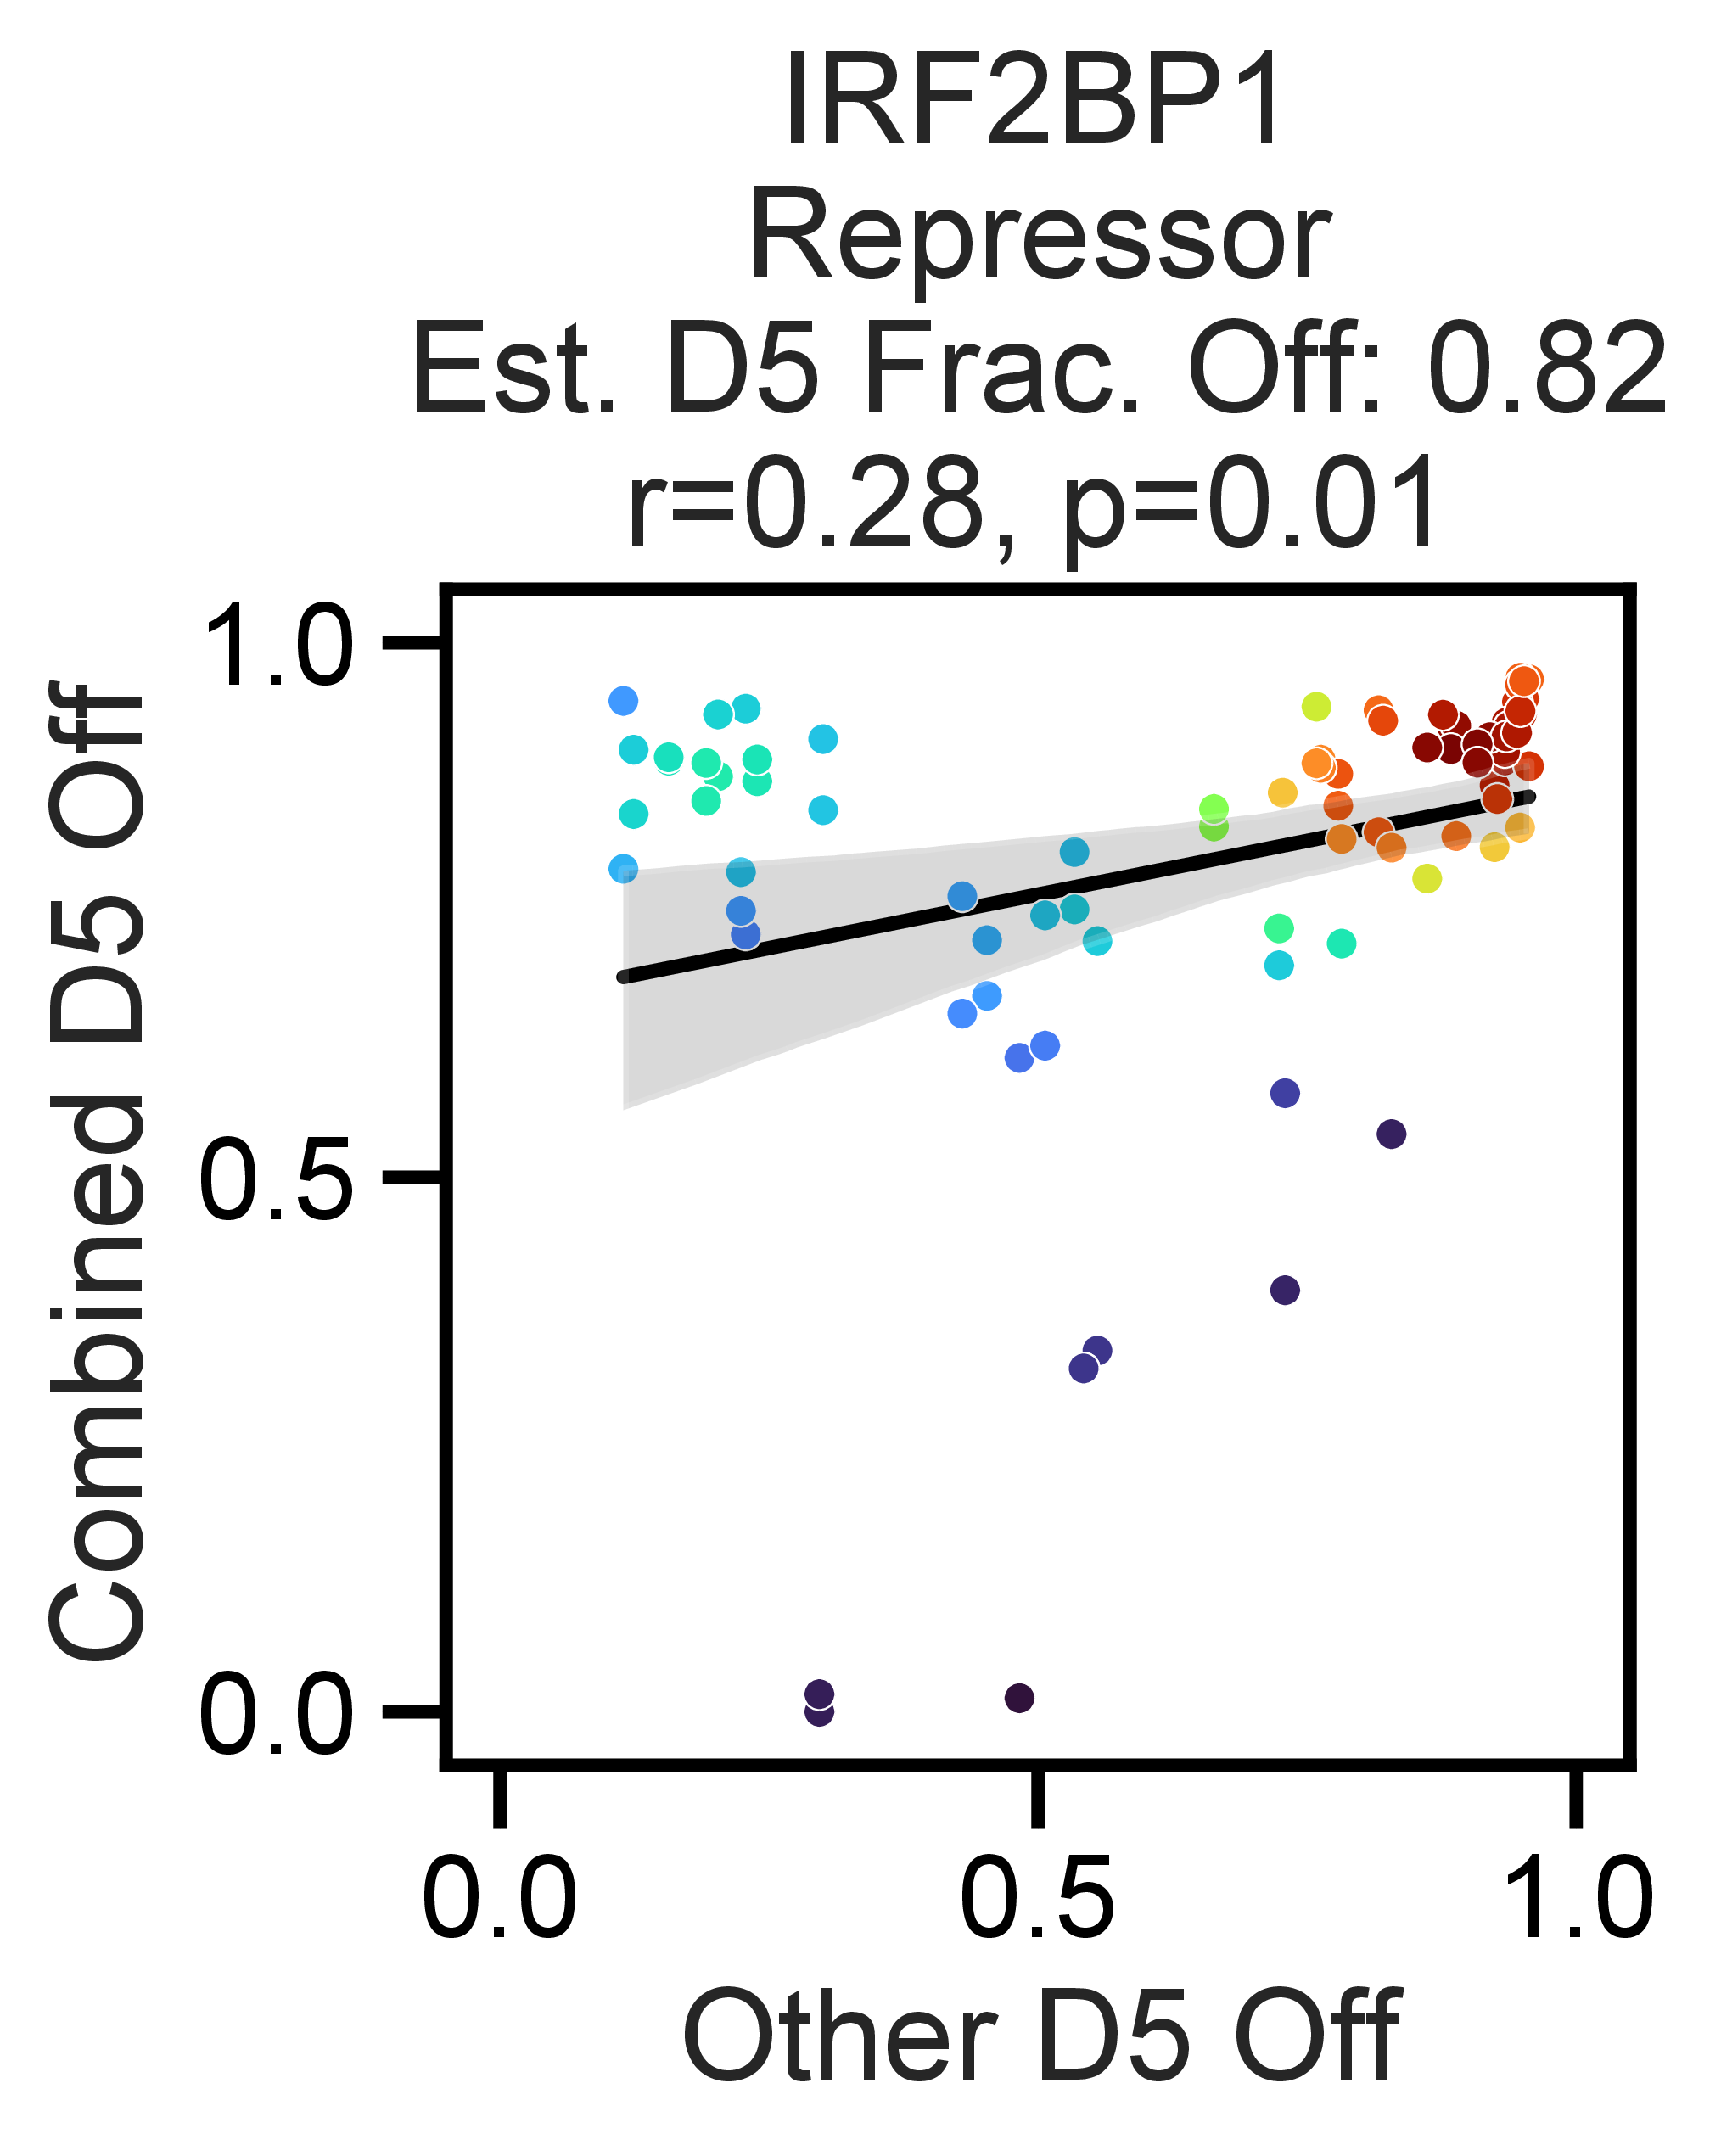 IRF2BP1
Repressor
Est. D5 Frac. Off: 0.82
r=0.28, p=0.01
1.0
0.5
0.0
Combined D5 Off
0.0 0.5 1.0
Other D5 Off